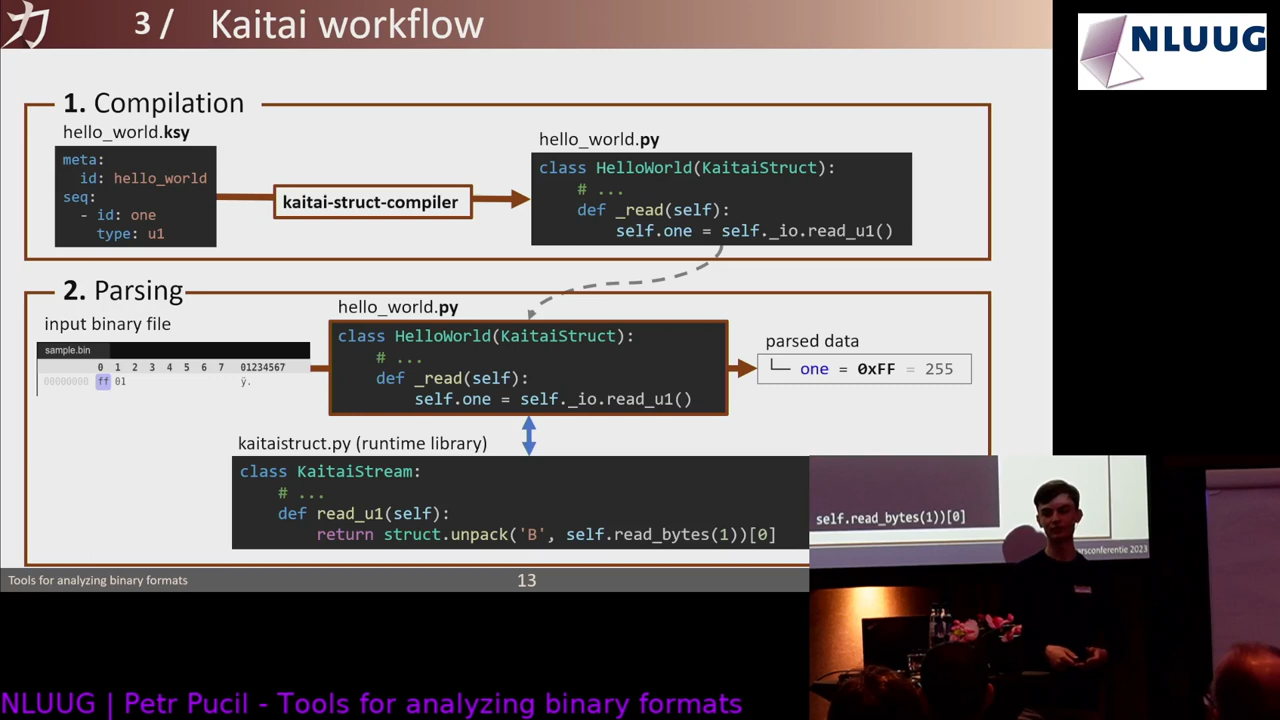 力 3 / Kaitai workflow
NLUUG
1. Compilation
hello_world.ksy
meta:
id: hello_world
seq:
- id: one
type: u1
kaitai-struct-compiler
hello_world.py
class HelloWorld(KaitaiStruct):
# ...
def _read(self):
self.one = self._io.read_u1()
2. Parsing
input binary file
sample.bin
0 1 2 3 4 5 6 7 01234567
00000000 ff 01 ÿ.
hello_world.py
class HelloWorld(KaitaiStruct):
# ...
def _read(self):
self.one = self._io.read_u1()
parsed data
one = 0xFF = 255
kaitaistruct.py (runtime library)
class KaitaiStream:
# ...
def read_u1(self):
return struct.unpack('B', self.read_bytes(1))[0]
self.read_bytes(1))[0]
rsconferentie 2023
Tools for analyzing binary formats
13
NLUUG | Petr Pucil - Tools for analyzing binary formats